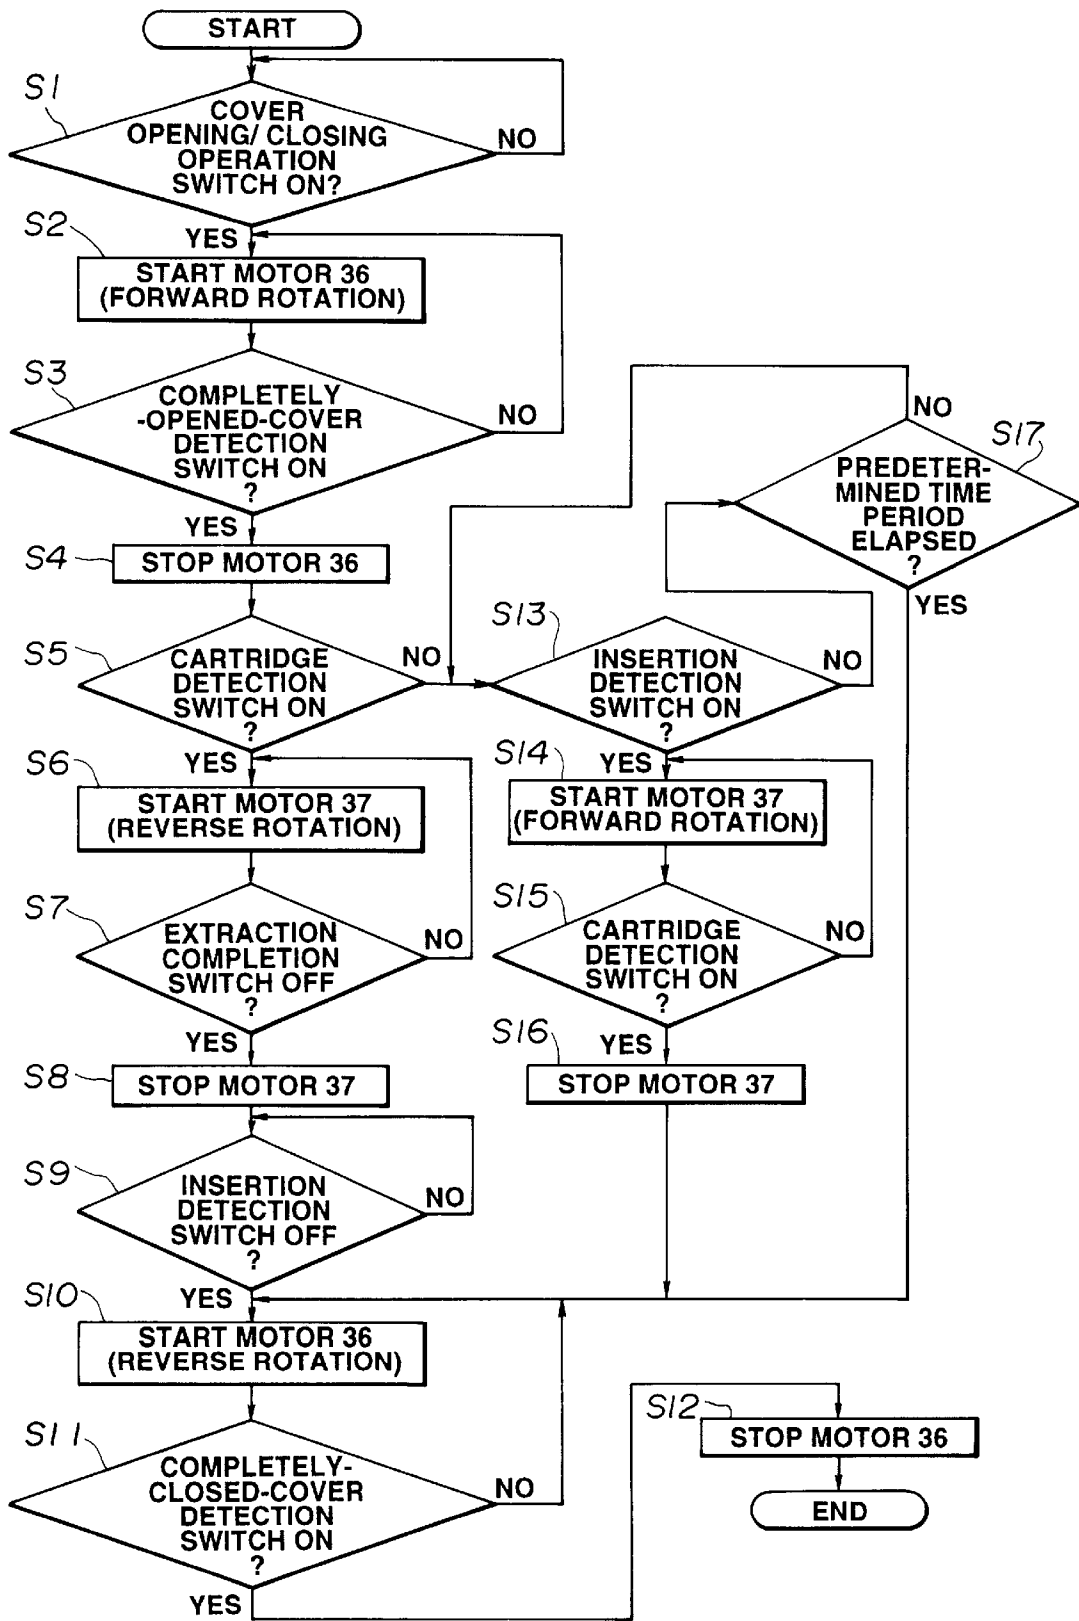 START
S1
COVER
OPENING/ CLOSING
OPERATION
SWITCH ON?
NO
YES
S2
START MOTOR 36
(FORWARD ROTATION)
S3
COMPLETELY
-OPENED-COVER
DETECTION
SWITCH ON
?
NO
YES
S4
STOP MOTOR 36
S5
CARTRIDGE
DETECTION
SWITCH ON
?
NO
YES
S6
START MOTOR 37
(REVERSE ROTATION)
S7
EXTRACTION
COMPLETION
SWITCH OFF
?
NO
YES
S8
STOP MOTOR 37
S9
INSERTION
DETECTION
SWITCH OFF
?
NO
YES
S10
START MOTOR 36
(REVERSE ROTATION)
S11
COMPLETELY-
CLOSED-COVER
DETECTION
SWITCH ON
?
NO
YES
S12
STOP MOTOR 36
END
S13
INSERTION
DETECTION
SWITCH ON
?
NO
YES
S14
START MOTOR 37
(FORWARD ROTATION)
S15
CARTRIDGE
DETECTION
SWITCH ON
?
NO
YES
S16
STOP MOTOR 37
NO
S17
PREDETER-
MINED TIME
PERIOD
ELAPSED
?
YES